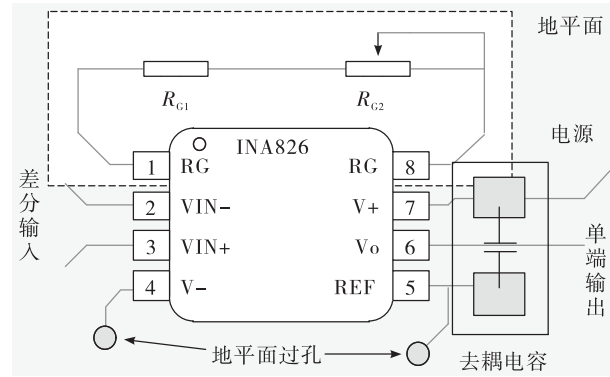 地平面
R_G1
R_G2
INA826
电源
1 RG
RG 8
差分输入
2 VIN-
V+ 7
3 VIN+
Vo 6
单端输出
4 V-
REF 5
地平面过孔
去耦电容